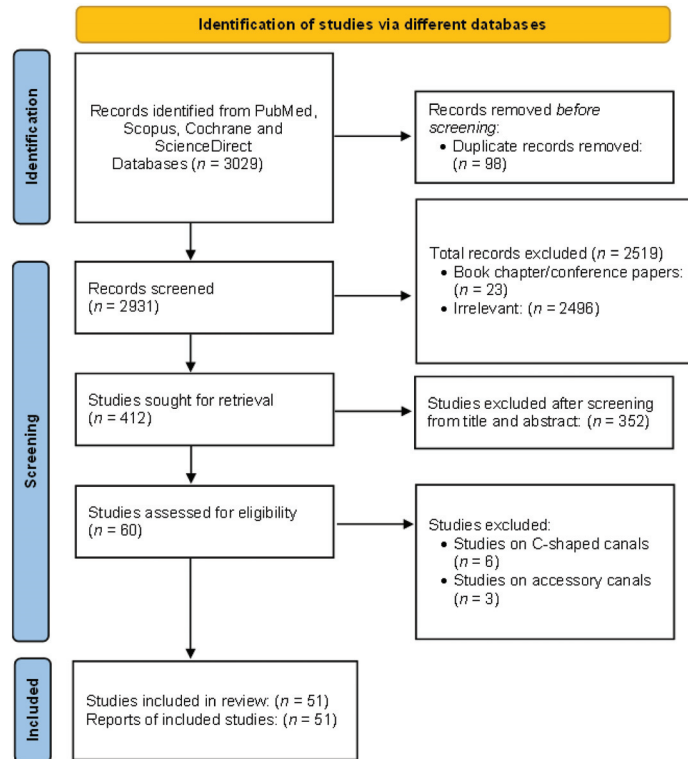 Identification of studies via different databases
Identification
Records identified from PubMed,
Scopus, Cochrane and
ScienceDirect
Databases (n = 3029)
Records removed before
screening:
• Duplicate records removed:
(n = 98)
Screening
Records screened
(n = 2931)
Total records excluded (n = 2519)
• Book chapter/conference papers:
(n = 23)
• Irrelevant: (n = 2496)
Studies sought for retrieval
(n = 412)
Studies excluded after screening
from title and abstract: (n = 352)
Studies assessed for eligibility
(n = 60)
Studies excluded:
• Studies on C-shaped canals
(n = 6)
• Studies on accessory canals
(n = 3)
Included
Studies included in review: (n = 51)
Reports of included studies: (n = 51)